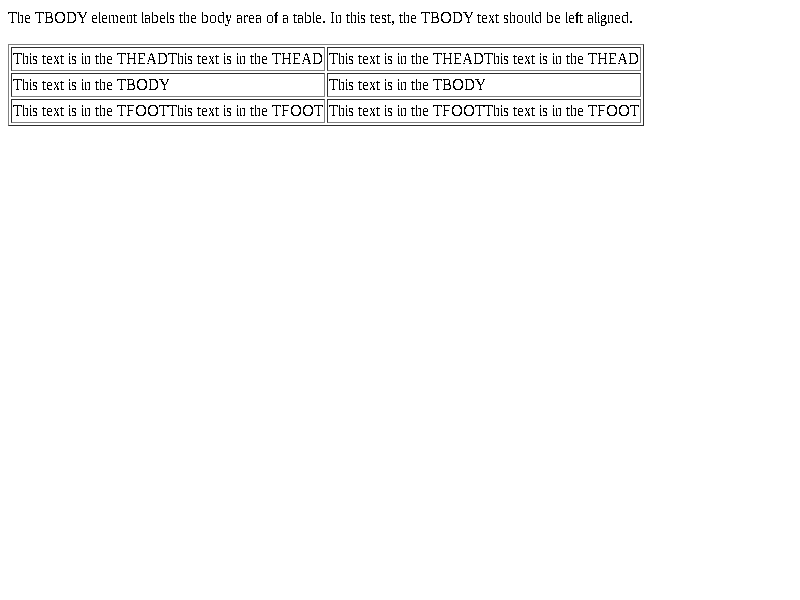 The TBODY element labels the body area of a table. In this test, the TBODY text should be left aligned.
This text is in the THEADThis text is in the THEAD This text is in the THEADThis text is in the THEAD
This text is in the TBODY This text is in the TBODY
This text is in the TFOOTThis text is in the TFOOT This text is in the TFOOTThis text is in the TFOOT